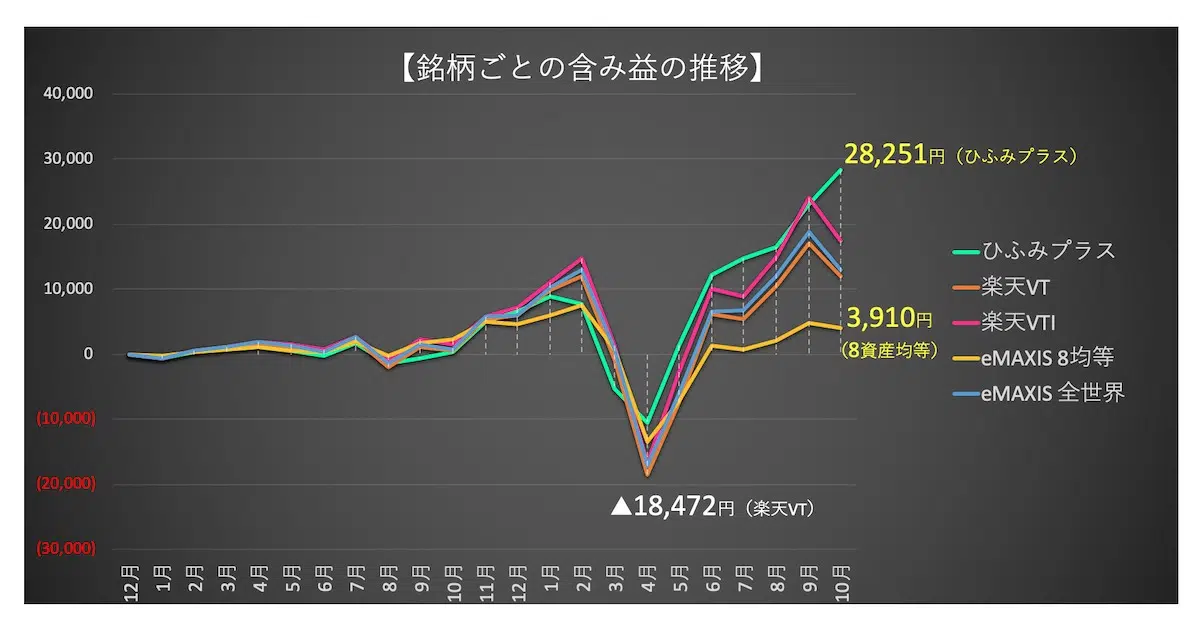 【銘柄ごとの含み益の推移】
40,000
30,000
20,000
10,000
0
(10,000)
(20,000)
(30,000)
28,251円（ひふみプラス）
3,910円
（8資産均等）
▲18,472円（楽天VT）
ひふみプラス
楽天VT
楽天VTI
eMAXIS 8均等
eMAXIS 全世界
12月
1月
2月
3月
4月
5月
6月
7月
8月
9月
10月
11月
12月
1月
2月
3月
4月
5月
6月
7月
8月
9月
10月